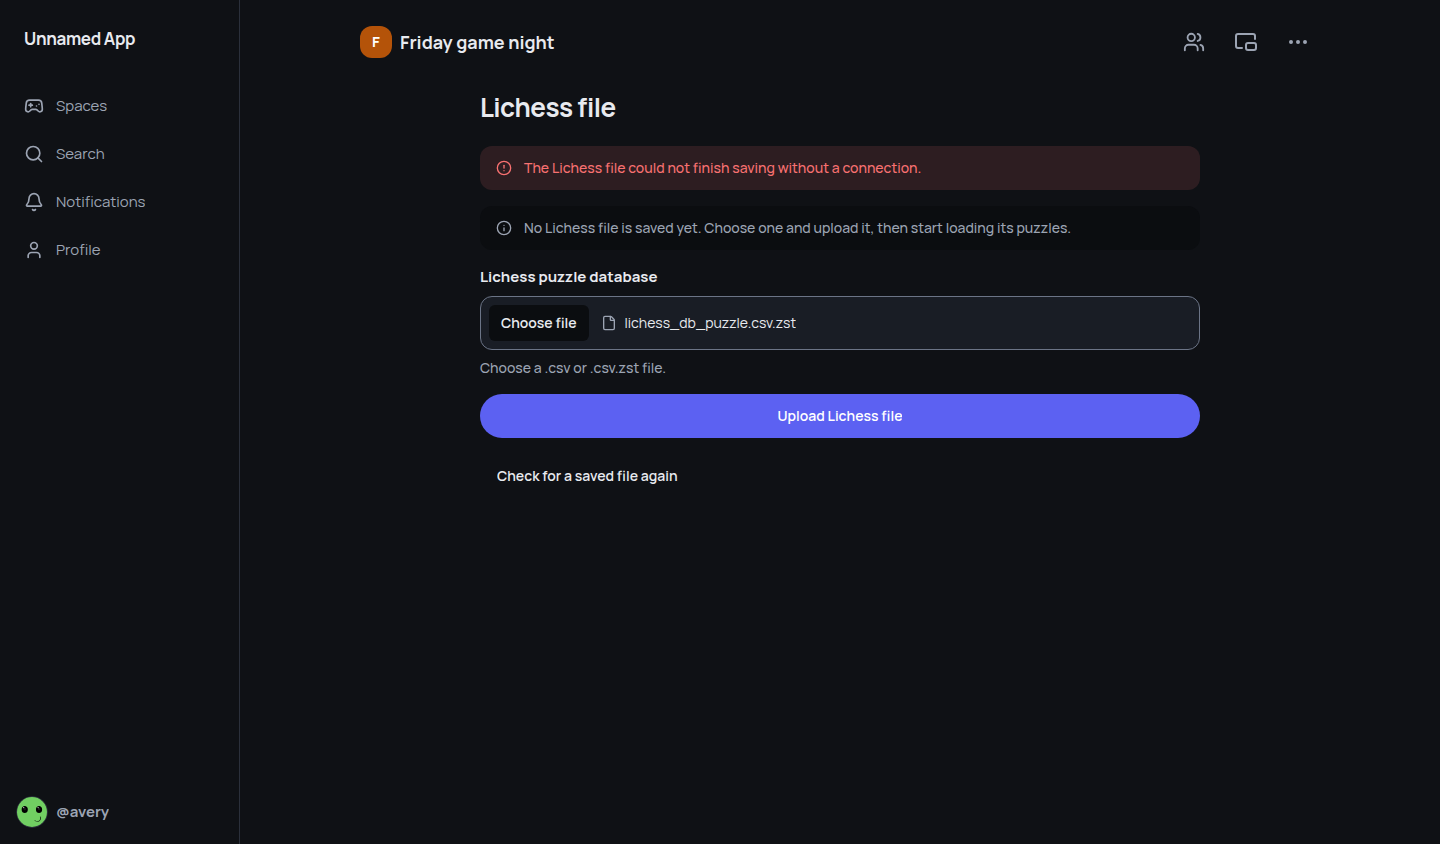 Unnamed App
Spaces
Search
Notifications
Profile
@avery
F
Friday game night
Lichess file
The Lichess file could not finish saving without a connection.
No Lichess file is saved yet. Choose one and upload it, then start loading its puzzles.
Lichess puzzle database
Choose file
lichess_db_puzzle.csv.zst
Choose a .csv or .csv.zst file.
Upload Lichess file
Check for a saved file again